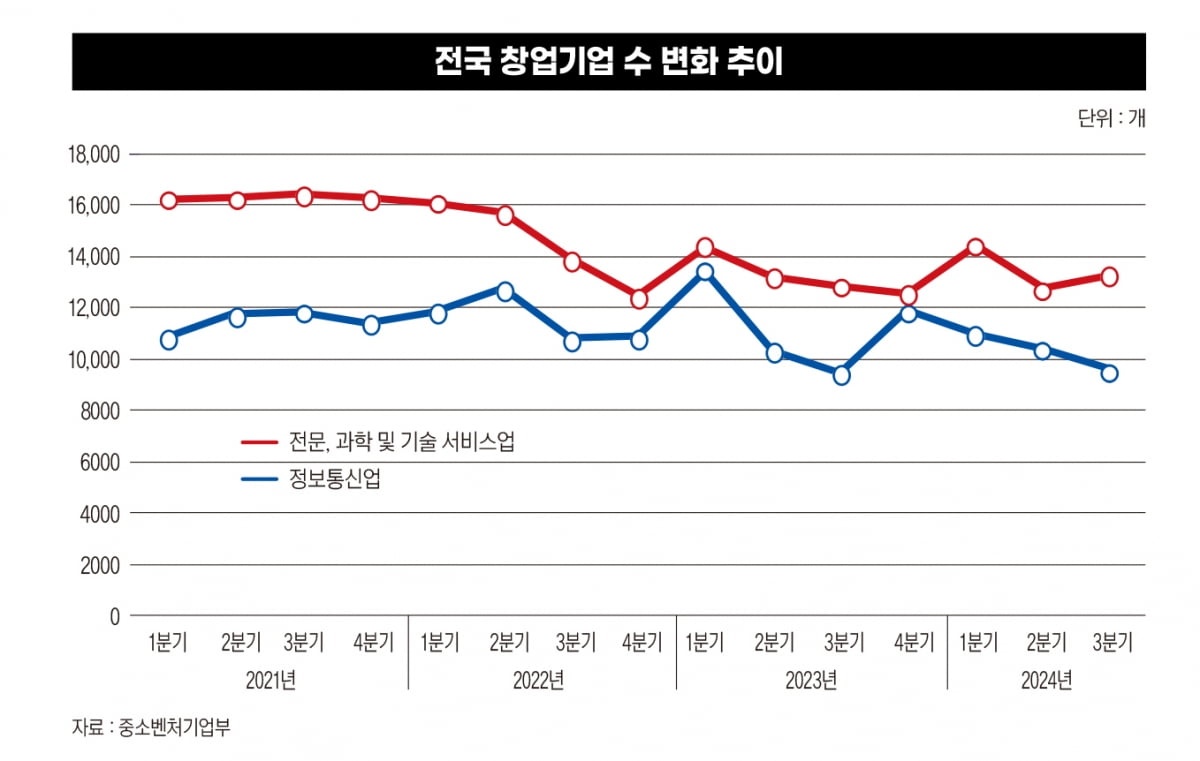 전국 창업기업 수 변화 추이
단위 : 개
18,000
16,000
14,000
12,000
10,000
8000
6000
4000
2000
0
전문, 과학 및 기술 서비스업
정보통신업
1분기 2분기 3분기 4분기 1분기 2분기 3분기 4분기 1분기 2분기 3분기 4분기 1분기 2분기 3분기
2021년 2022년 2023년 2024년
자료 : 중소벤처기업부